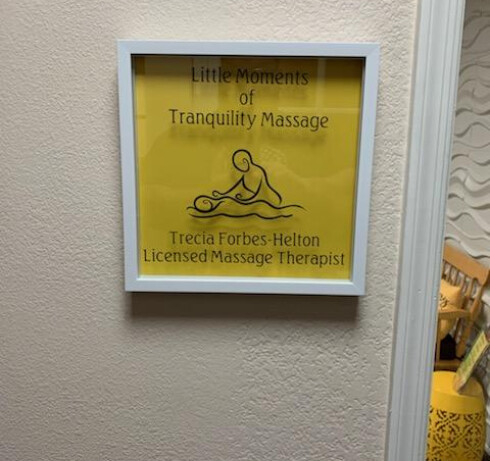 Little Moments
of
Tranquility Massage
Trecia Forbes-Helton
Licensed Massage Therapist